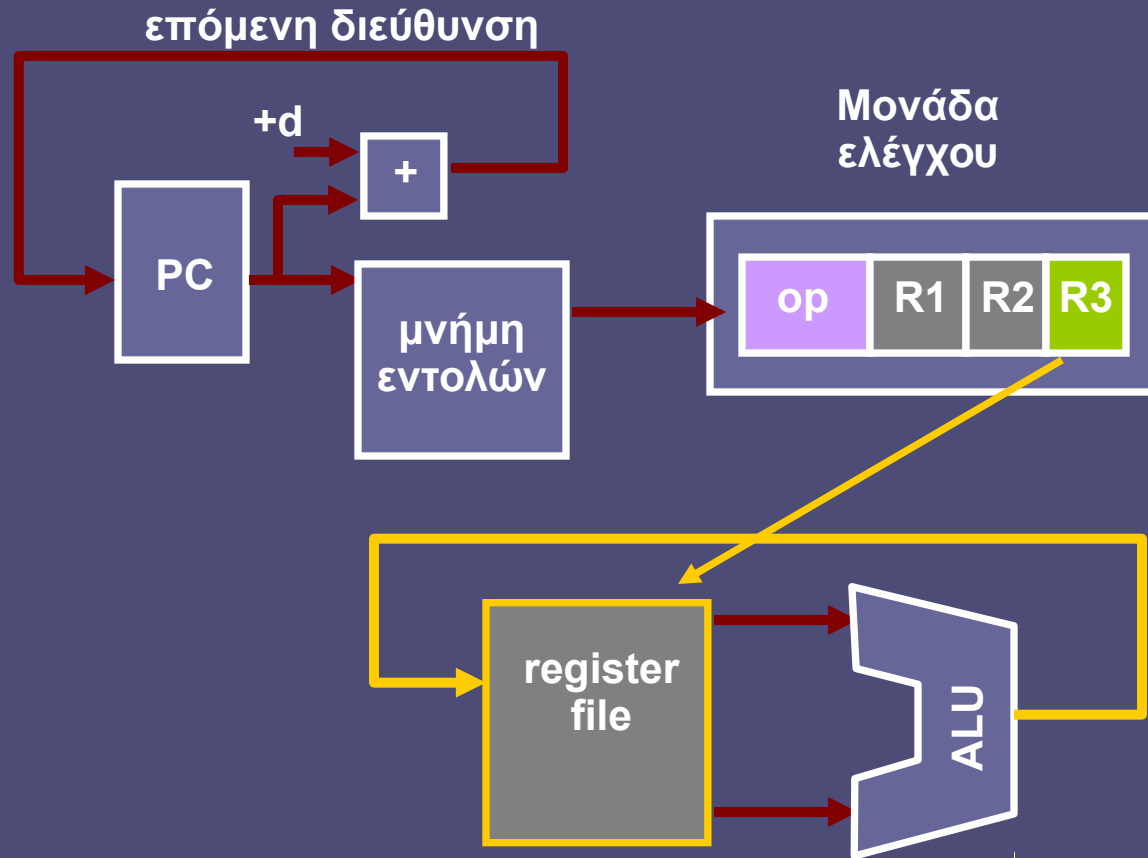 επόμενη διεύθυνση
+d
+
Μονάδα
ελέγχου
PC
op R1 R2 R3
μνήμη
εντολών
register
file
ALU